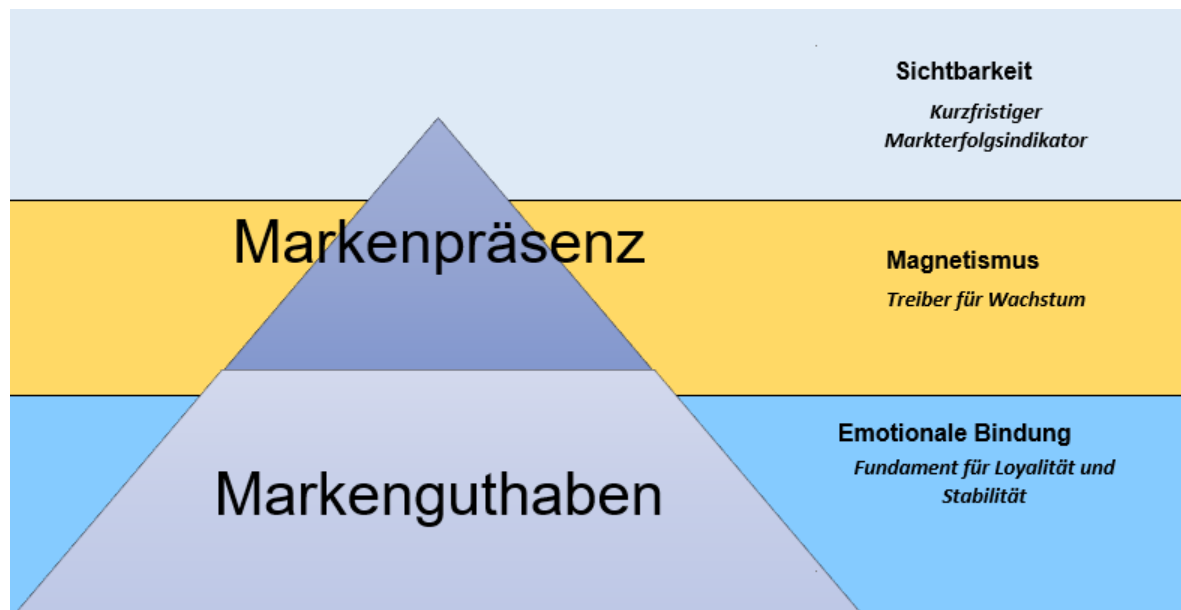 Sichtbarkeit
Kurzfristiger
Markterfolgsindikator
Markenpräsenz
Magnetismus
Treiber für Wachstum
Emotionale Bindung
Fundament für Loyalität und
Stabilität
Markenguthaben